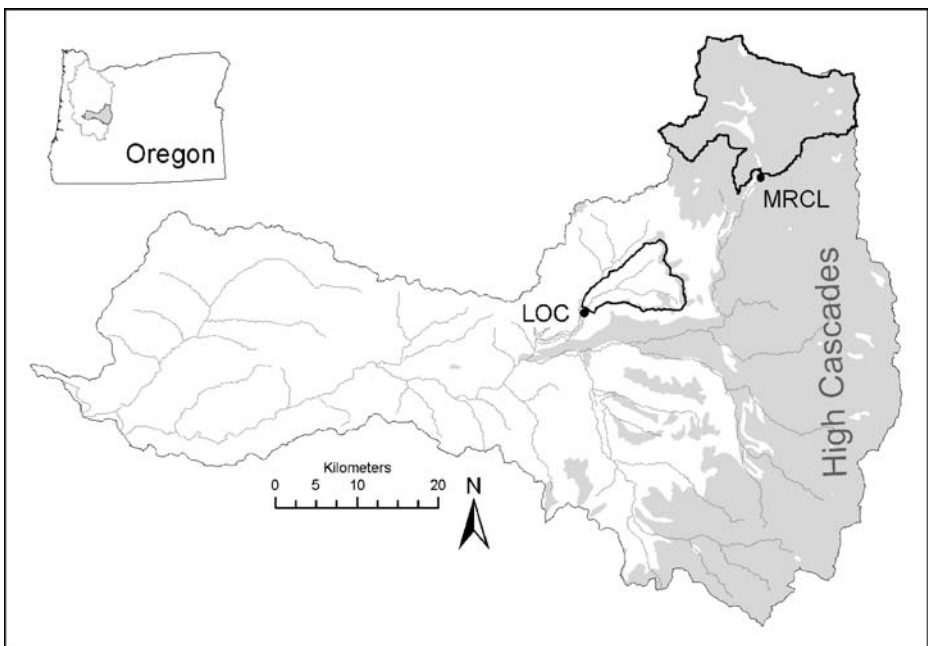 Oregon
MRCL
LOC
High Cascades
Kilometers
0 5 10 20
N